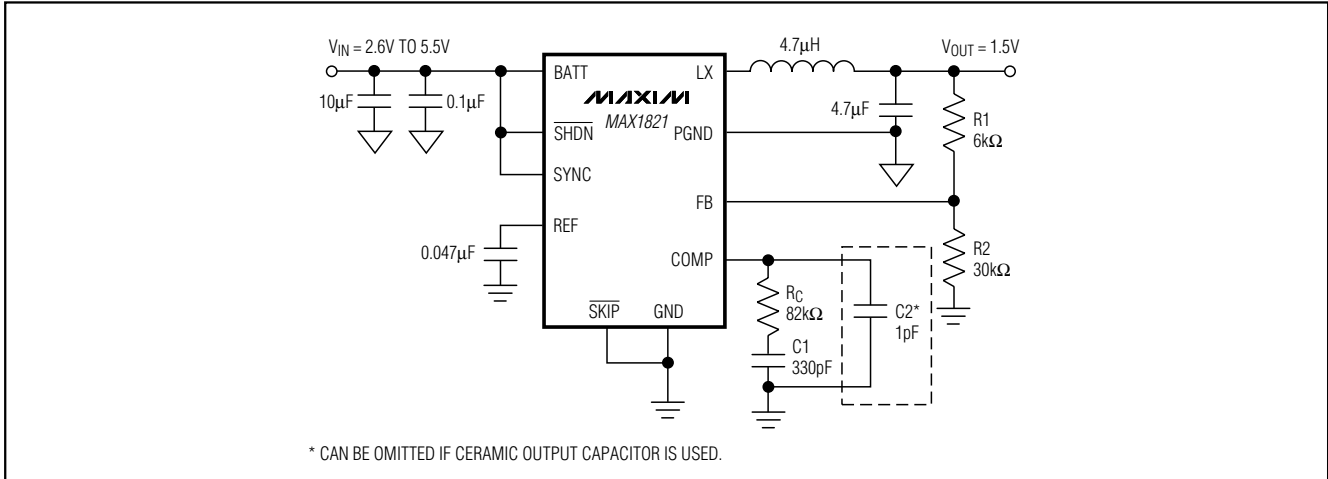 V_IN = 2.6V TO 5.5V
4.7µH
V_OUT = 1.5V
BATT
LX
MAXIM
MAX1821
10µF
0.1µF
4.7µF
R1
6kΩ
SHDN
PGND
SYNC
FB
REF
0.047µF
COMP
R2
30kΩ
R_C
82kΩ
C2*
1pF
SKIP
GND
C1
330pF
* CAN BE OMITTED IF CERAMIC OUTPUT CAPACITOR IS USED.